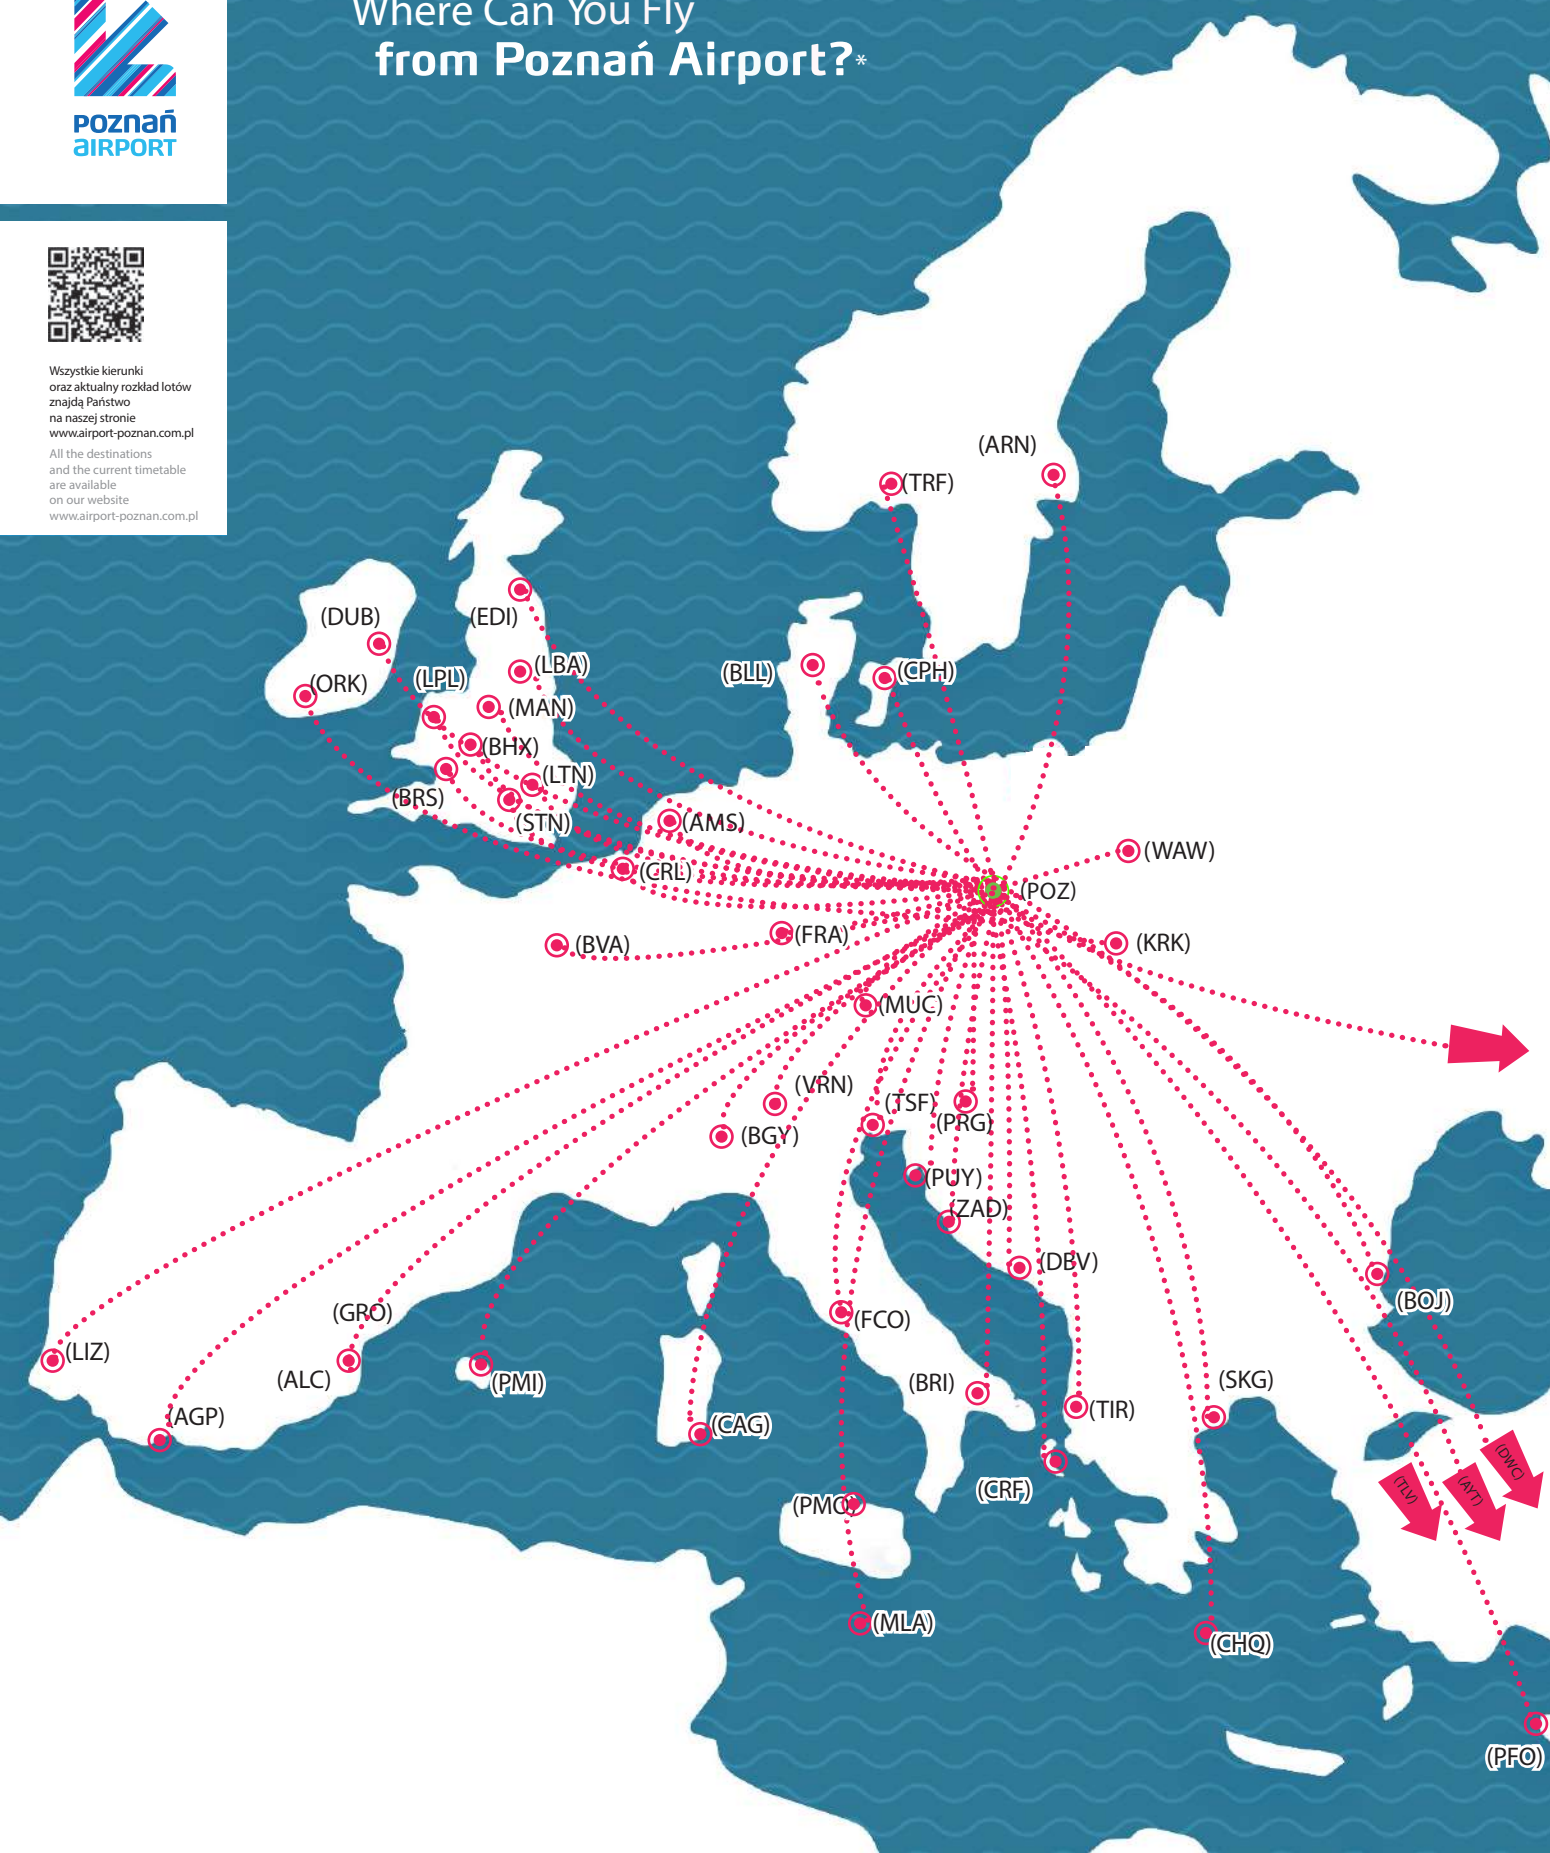 Where Can You Fly
from Poznań Airport?*
POZNAŃ
AIRPORT
Wszystkie kierunki
oraz aktualny rozkład lotów
znajdą Państwo
na naszej stronie
www.airport-poznan.com.pl
All the destinations
and the current timetable
are available
on our website
www.airport-poznan.com.pl
(ARN)
(TRF)
(DUB)
(EDI)
(LBA)
(BLL)
(CPH)
(ORK)
(LPL)
(MAN)
(BHX)
(LTN)
(BRS)
(STN)
(AMS)
(WAW)
(CRL)
(POZ)
(BVA)
(FRA)
(KRK)
(MUC)
(VRN)
(TSF)
(PRG)
(BGY)
(PUY)
(ZAD)
(DBV)
(BOJ)
(GRO)
(FCO)
(LIZ)
(ALC)
(PMI)
(BRI)
(SKG)
(TIR)
(AGP)
(CAG)
(DWC)
(TLV)
(AYT)
(CRF)
(PMO)
(MLA)
(CHQ)
(PFO)